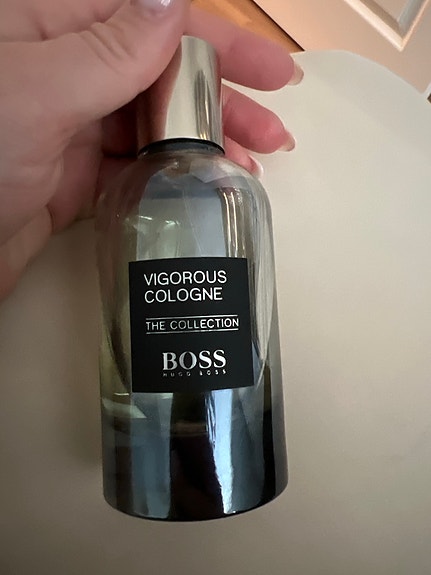 VIGOROUS
COLOGNE
THE COLLECTION
BOSS
HUGO BOSS